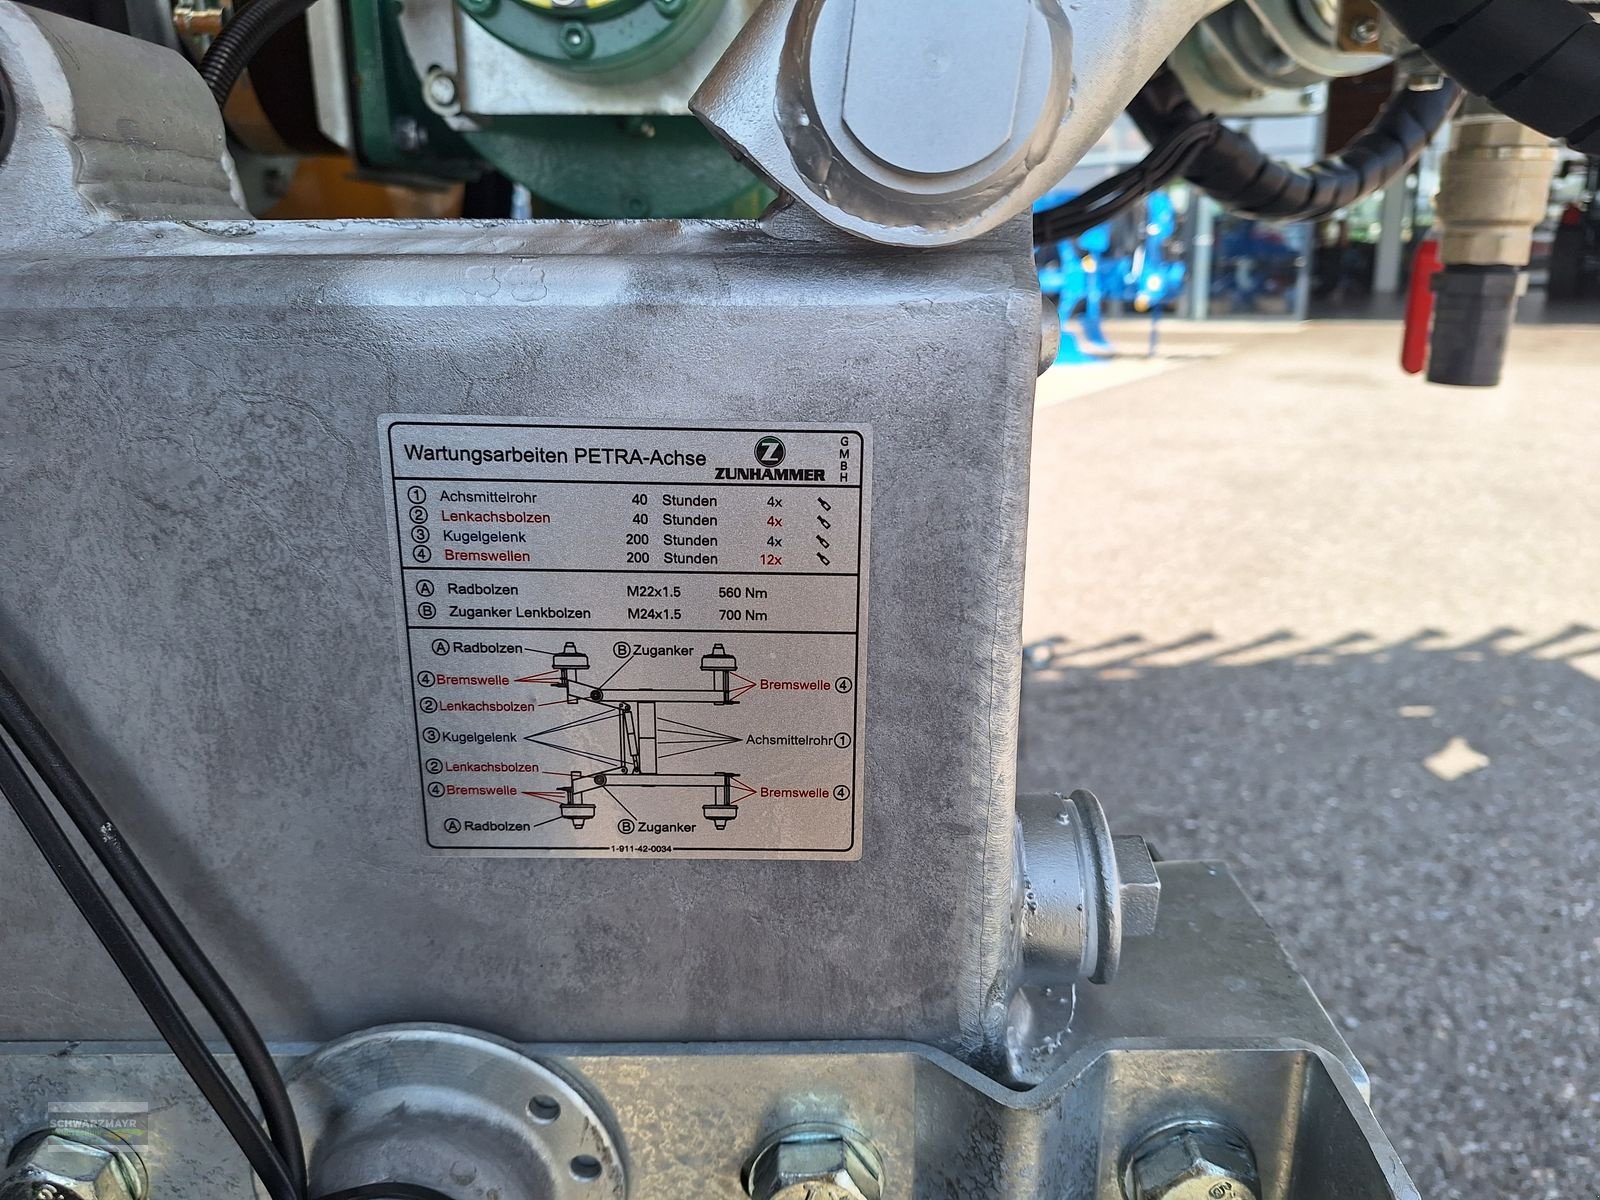 Wartungsarbeiten PETRA-Achse Z ZUNHAMMER GMBH
1 Achsmittelrohr 40 Stunden 4x
2 Lenkachsbolzen 40 Stunden 4x
3 Kugelgelenk 200 Stunden 4x
4 Bremswellen 200 Stunden 12x
A Radbolzen M22x1.5 560 Nm
B Zuganker Lenkbolzen M24x1.5 700 Nm
A Radbolzen B Zuganker
4 Bremswelle Bremswelle 4
2 Lenkachsbolzen
3 Kugelgelenk Achsmittelrohr 1
2 Lenkachsbolzen
4 Bremswelle Bremswelle 4
A Radbolzen B Zuganker
1-911-42-0034
SCHWARZMAYR